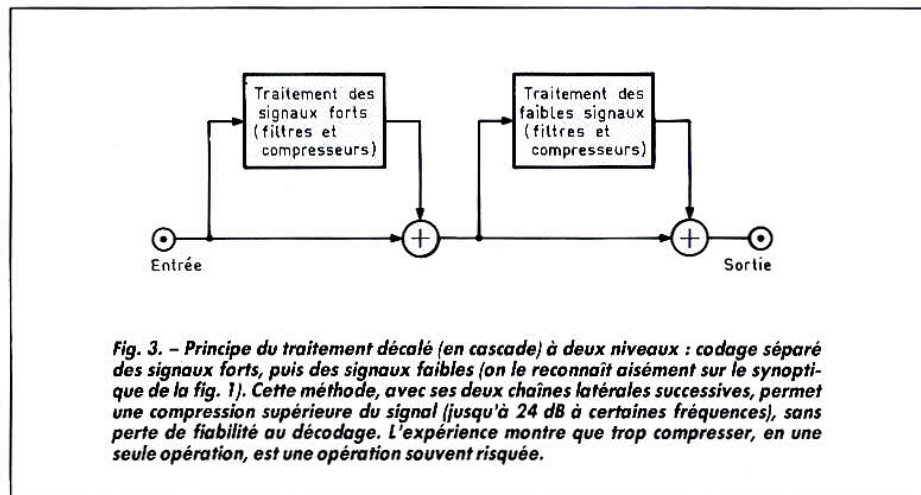 Traitement des
signaux forts
(filtres et
compresseurs)
Traitement des
faibles signaux
(filtres et
compresseurs)
Entrée
Sortie
Fig. 3. – Principe du traitement décalé (en cascade) à deux niveaux : codage séparé
des signaux forts, puis des signaux faibles (on le reconnaît aisément sur le synopti-
que de la fig. 1). Cette méthode, avec ses deux chaînes latérales successives, permet
une compression supérieure du signal (jusqu'à 24 dB à certaines fréquences), sans
perte de fiabilité au décodage. L'expérience montre que trop compresser, en une
seule opération, est une opération souvent risquée.